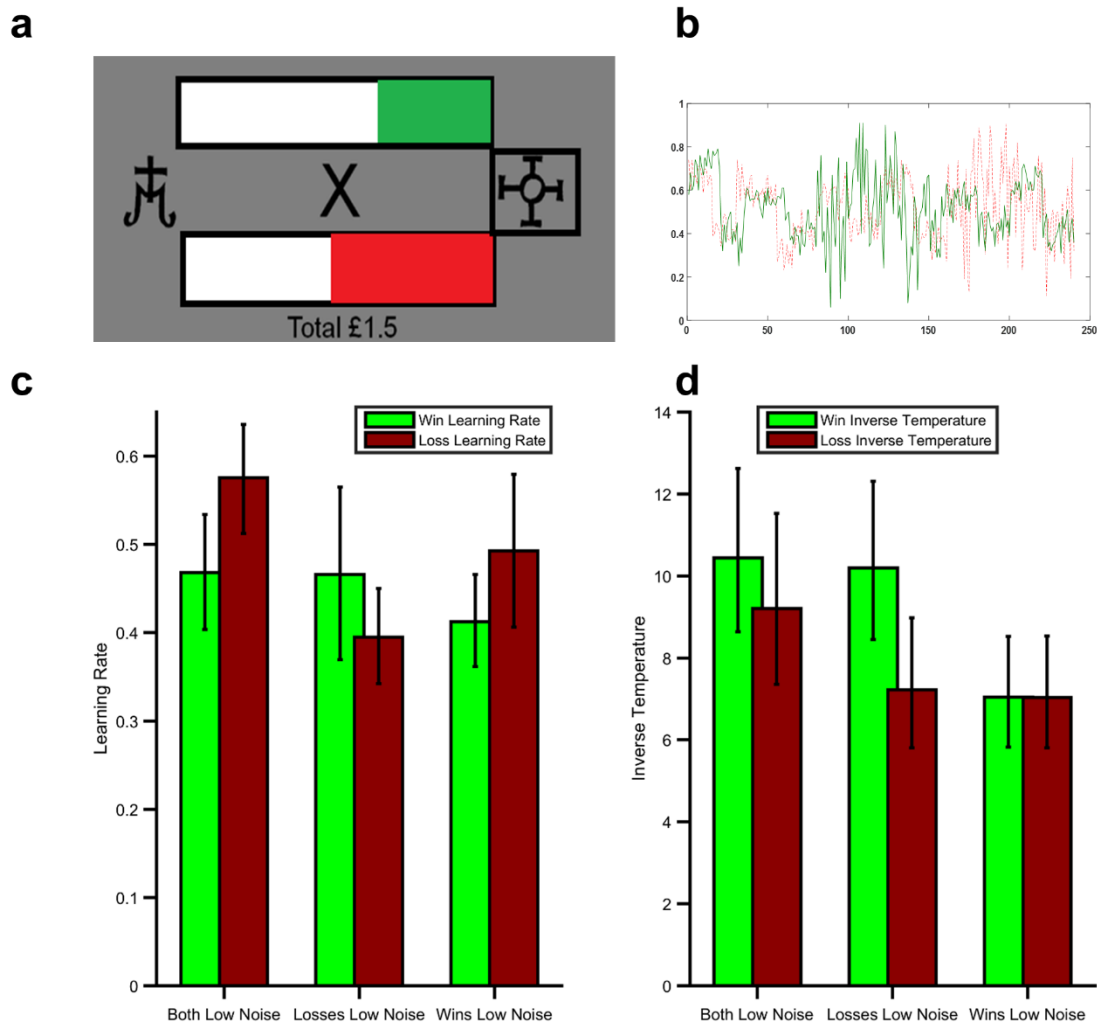 a
X
Total £1.5
b
1
0.8
0.6
0.4
0.2
0
0
50
100
150
200
250
c
Win Learning Rate
Loss Learning Rate
Learning Rate
0.6
0.5
0.4
0.3
0.2
0.1
0
Both Low Noise
Losses Low Noise
Wins Low Noise
d
Win Inverse Temperature
Loss Inverse Temperature
Inverse Temperature
14
12
10
8
6
4
2
0
Both Low Noise
Losses Low Noise
Wins Low Noise